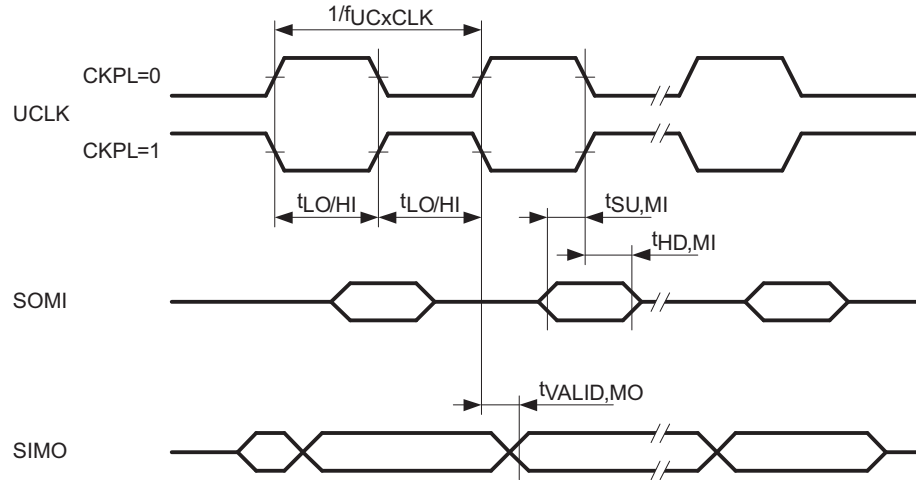 1/fUCxCLK
CKPL=0
UCLK
CKPL=1
tLO/HI tLO/HI tSU,MI
tHD,MI
SOMI
tVALID,MO
SIMO